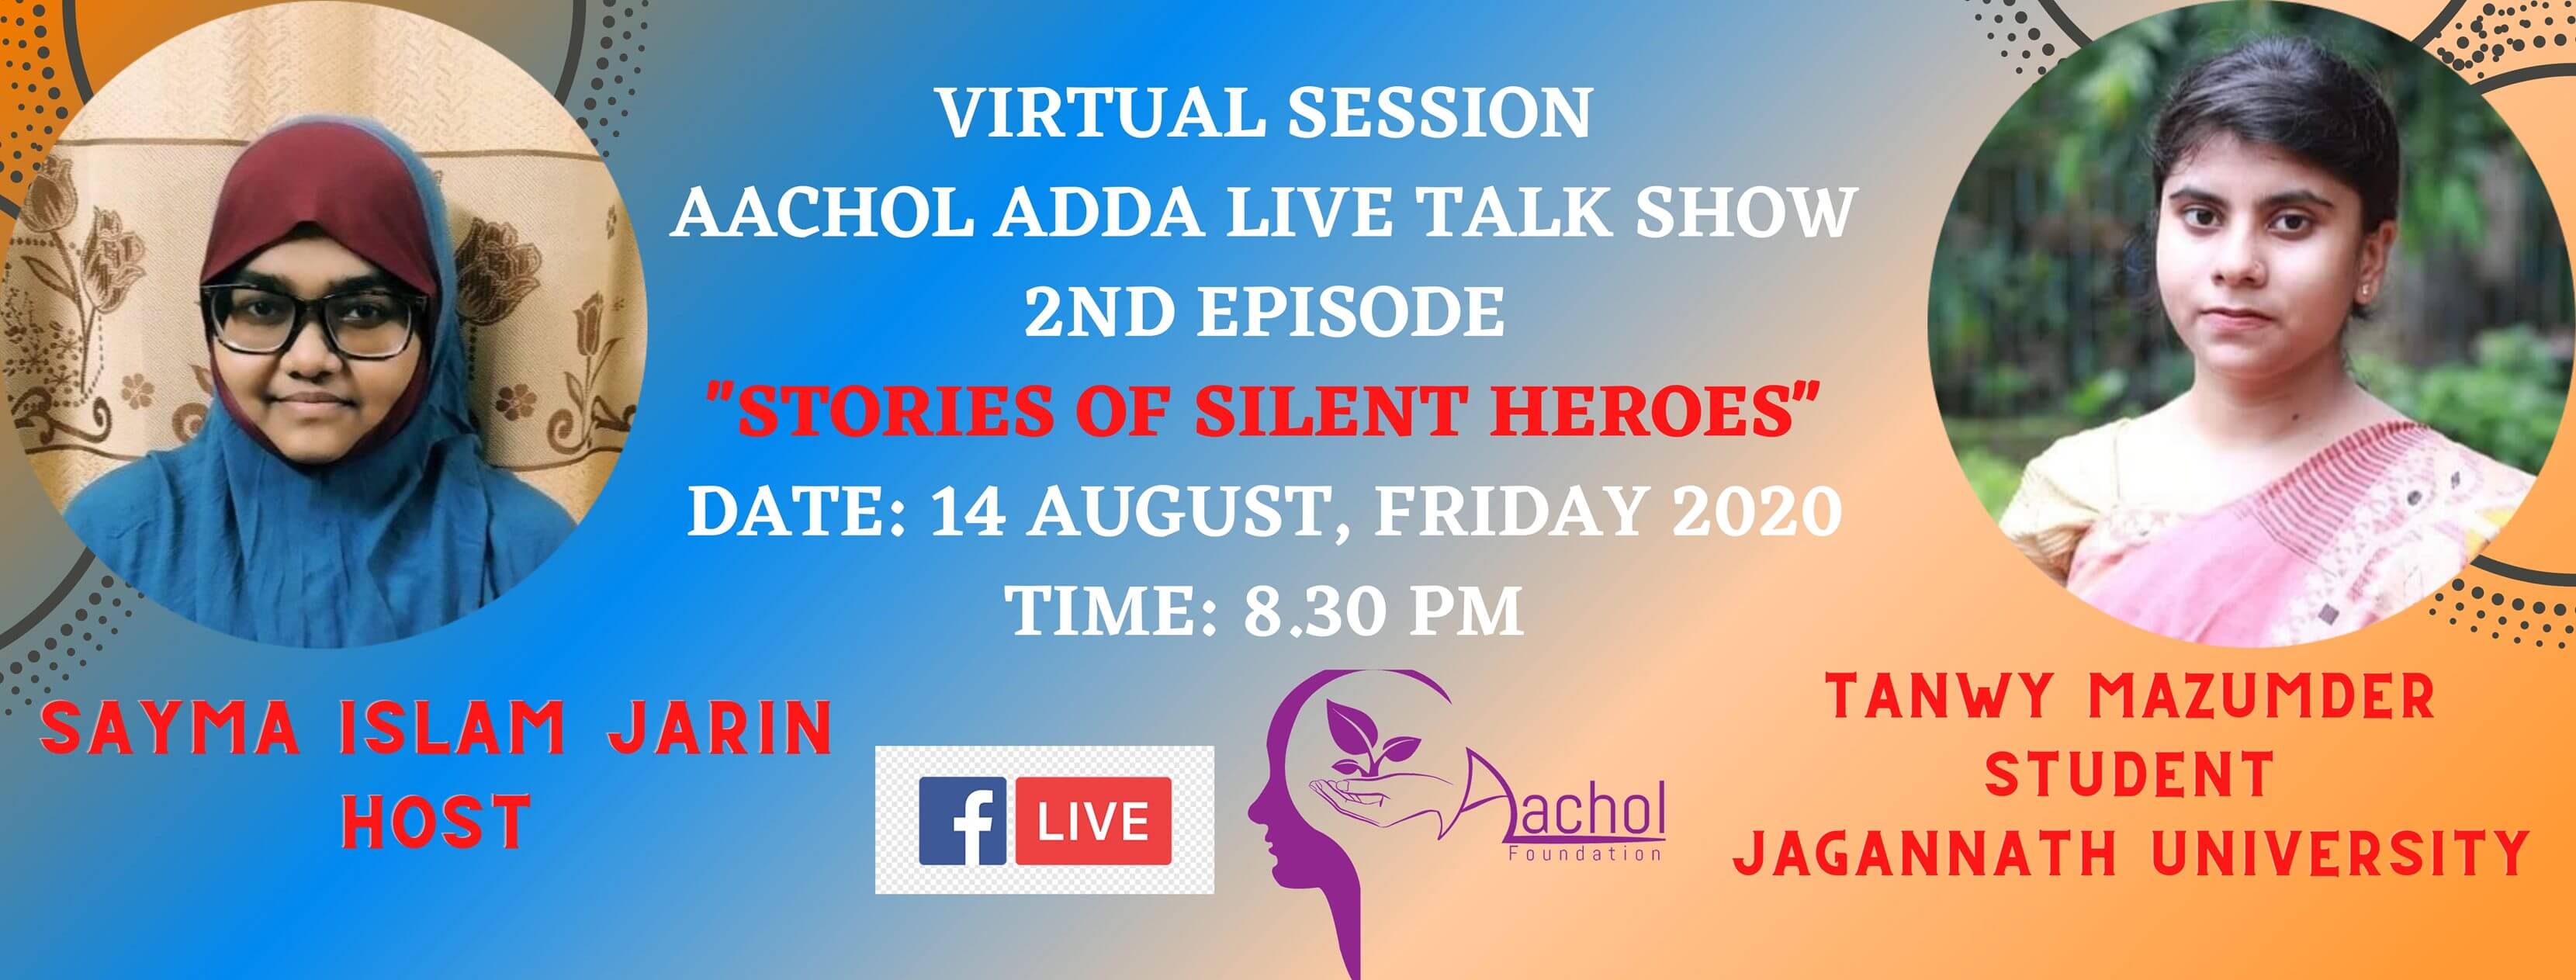 VIRTUAL SESSION
AACHOL ADDA LIVE TALK SHOW
2ND EPISODE
"STORIES OF SILENT HEROES"
DATE: 14 AUGUST, FRIDAY 2020
TIME: 8.30 PM
SAYMA ISLAM JARIN
HOST
f LIVE
Aachol
Foundation
TANWY MAZUMDER
STUDENT
JAGANNATH UNIVERSITY